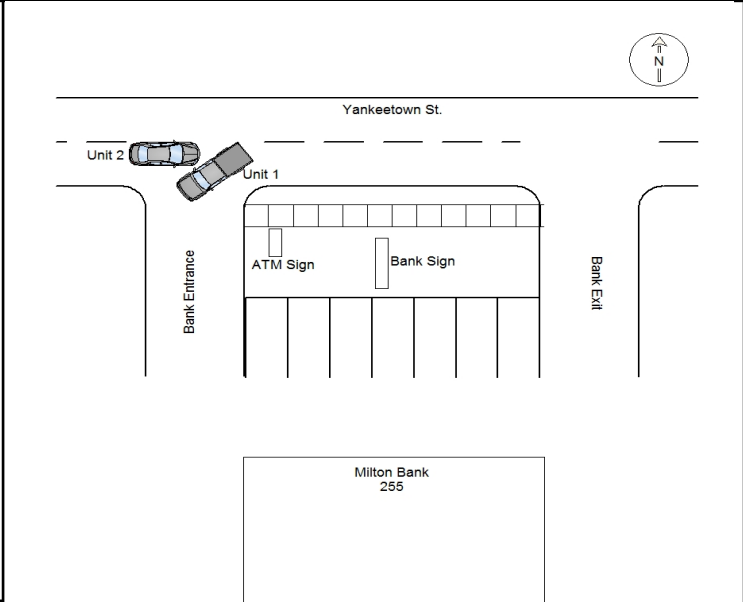 N
Yankeetown St.
Unit 2
Unit 1
ATM Sign
Bank Sign
Bank Entrance
Bank Exit
Milton Bank
255